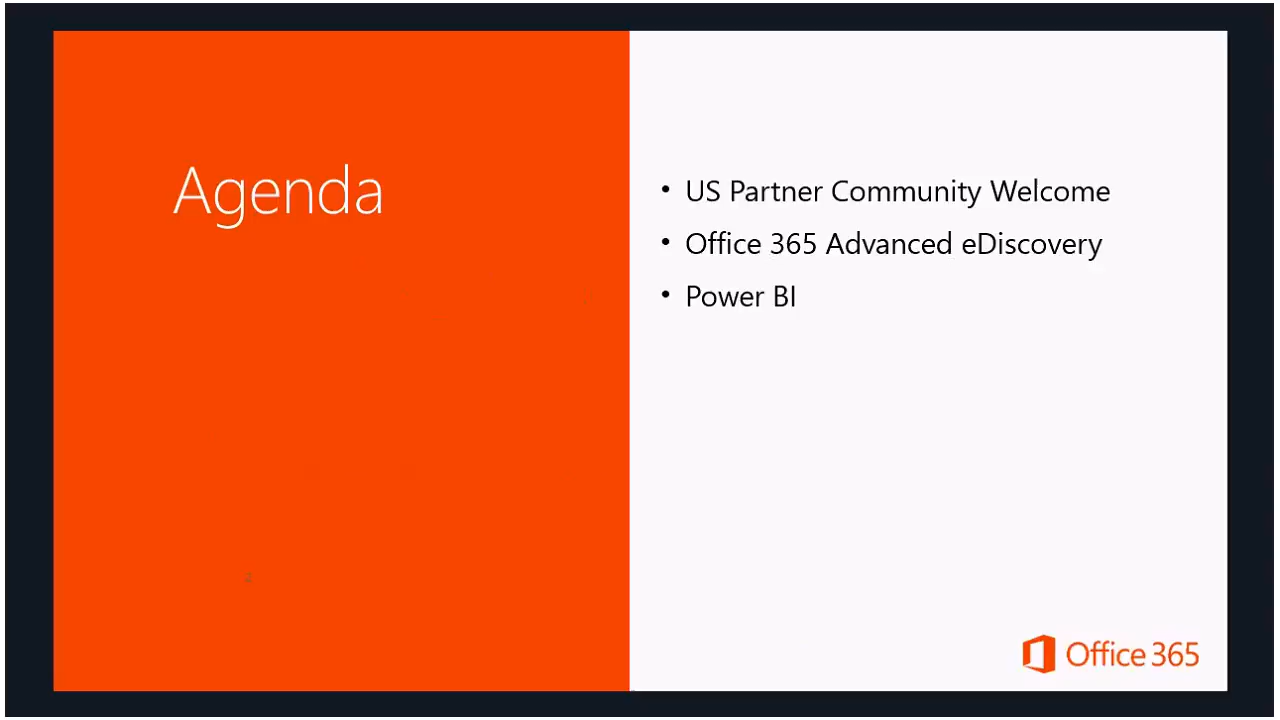 Agenda
• US Partner Community Welcome
• Office 365 Advanced eDiscovery
• Power BI
Office 365